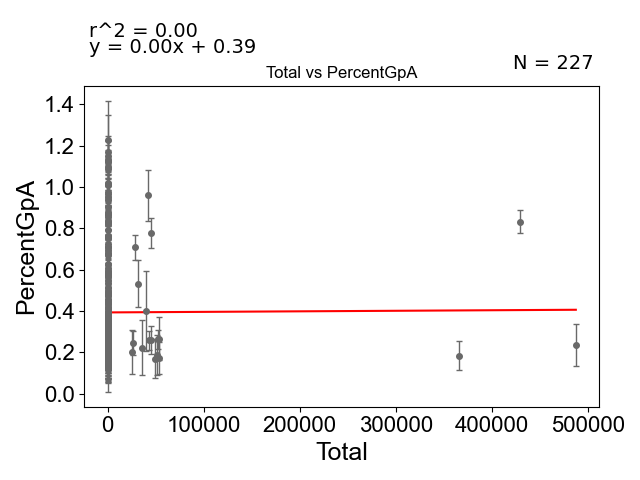 r^2 = 0.00
y = 0.00x + 0.39
N = 227
Total vs PercentGpA
1.4
1.2
1.0
0.8
0.6
0.4
0.2
0.0
PercentGpA
0 100000 200000 300000 400000 500000
Total